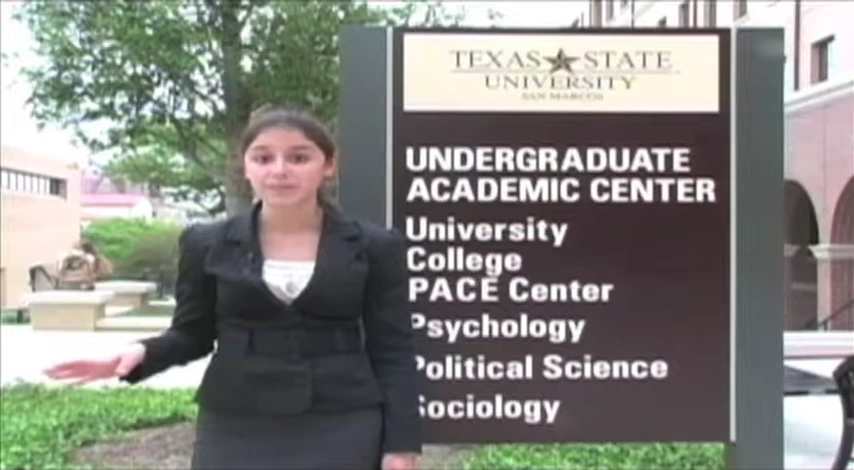 TEXAS STATE
UNIVERSITY
SAN MARCOS
UNDERGRADUATE
ACADEMIC CENTER
University
College
PACE Center
Psychology
Political Science
Sociology